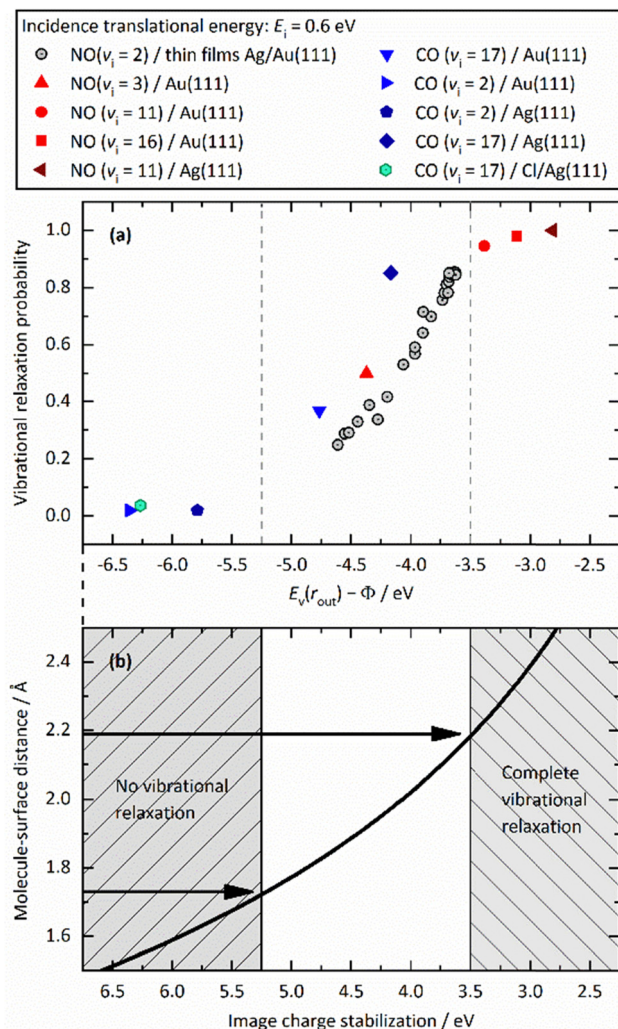 Incidence translational energy: Eᵢ = 0.6 eV
NO(vᵢ = 2) / thin films Ag/Au(111)
NO(vᵢ = 3) / Au(111)
NO (vᵢ = 11) / Au(111)
NO (vᵢ = 16) / Au(111)
NO (vᵢ = 11) / Ag(111)
CO (vᵢ = 17) / Au(111)
CO (vᵢ = 2) / Au(111)
CO (vᵢ = 2) / Ag(111)
CO (vᵢ = 17) / Ag(111)
CO (vᵢ = 17) / Cl/Ag(111)
(a)
Vibrational relaxation probability
1.0
0.8
0.6
0.4
0.2
0.0
-6.5 -6.0 -5.5 -5.0 -4.5 -4.0 -3.5 -3.0 -2.5
Eᵥ(r_out) – Φ / eV
(b)
Molecule-surface distance / Å
2.4
2.2
2.0
1.8
1.6
No vibrational
relaxation
Complete
vibrational
relaxation
6.5 6.0 5.5 5.0 4.5 4.0 3.5 3.0 2.5
Image charge stabilization / eV